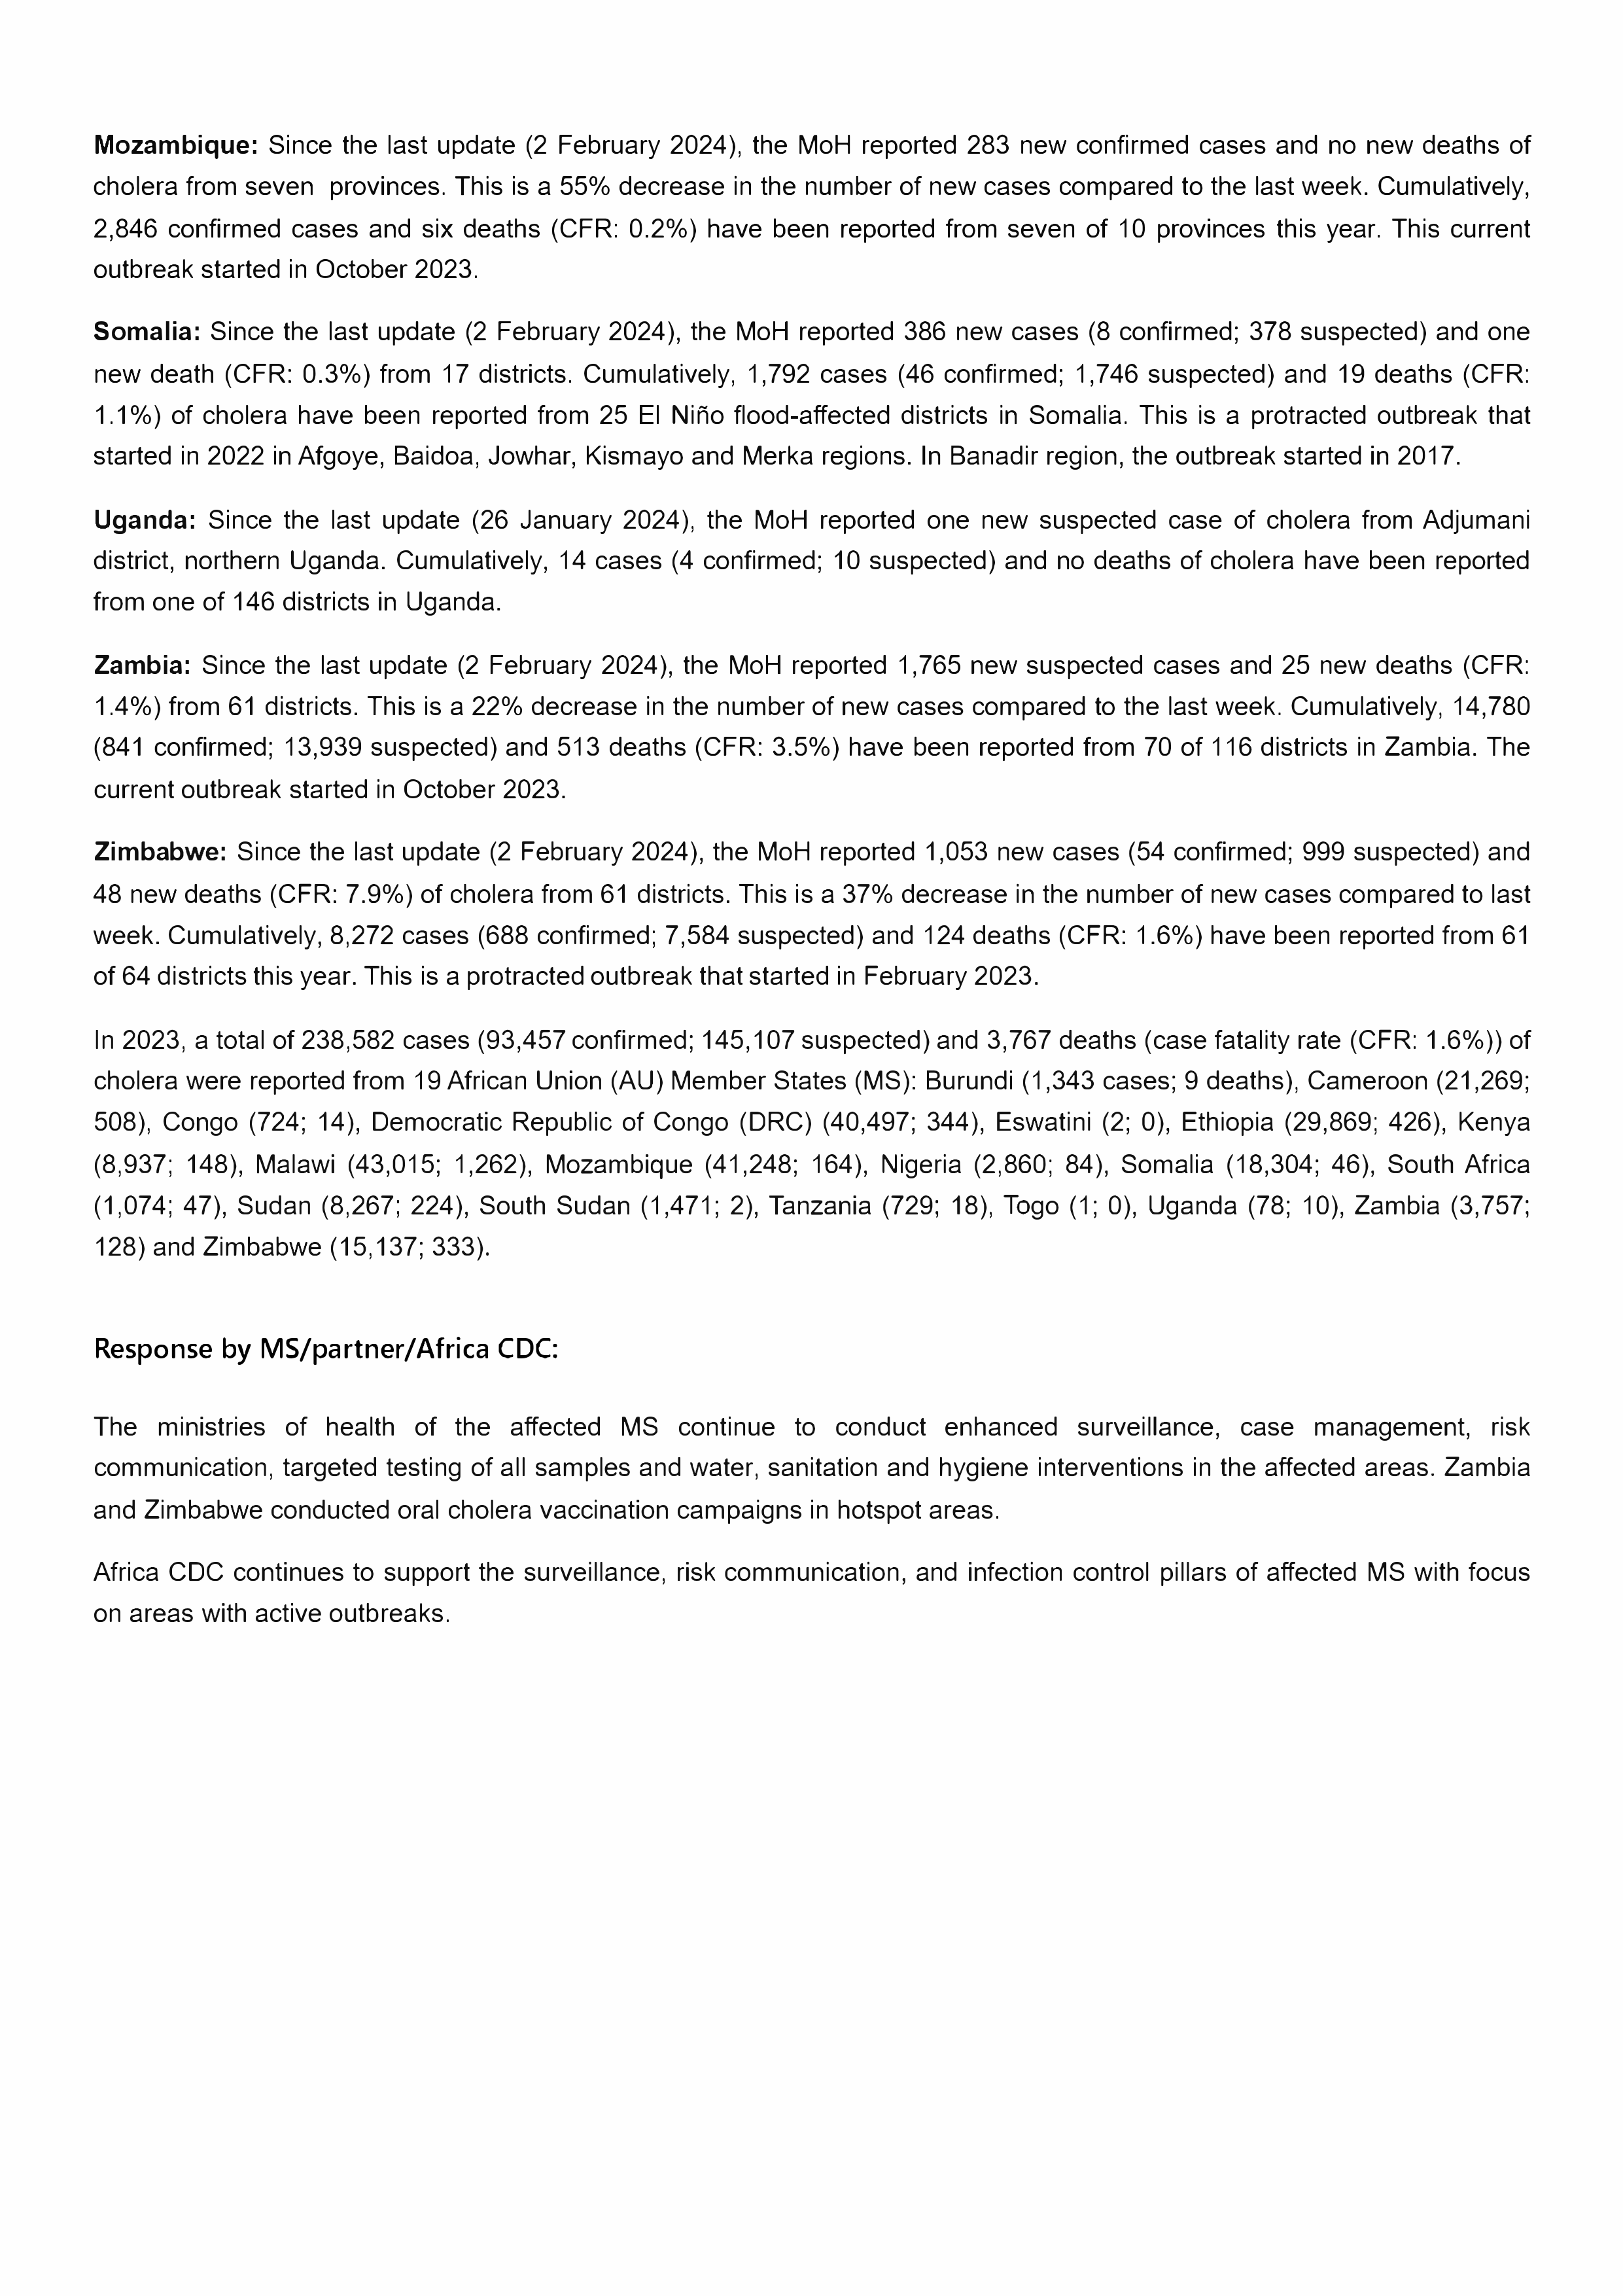 Mozambique: Since the last update (2 February 2024), the MoH reported 283 new confirmed cases and no new deaths of
cholera from seven provinces. This is a 55% decrease in the number of new cases compared to the last week. Cumulatively,
2,846 confirmed cases and six deaths (CFR: 0.2%) have been reported from seven of 10 provinces this year. This current
outbreak started in October 2023.
Somalia: Since the last update (2 February 2024), the MoH reported 386 new cases (8 confirmed; 378 suspected) and one
new death (CFR: 0.3%) from 17 districts. Cumulatively, 1,792 cases (46 confirmed; 1,746 suspected) and 19 deaths (CFR:
1.1%) of cholera have been reported from 25 El Niño flood-affected districts in Somalia. This is a protracted outbreak that
started in 2022 in Afgoye, Baidoa, Jowhar, Kismayo and Merka regions. In Banadir region, the outbreak started in 2017.
Uganda: Since the last update (26 January 2024), the MoH reported one new suspected case of cholera from Adjumani
district, northern Uganda. Cumulatively, 14 cases (4 confirmed; 10 suspected) and no deaths of cholera have been reported
from one of 146 districts in Uganda.
Zambia: Since the last update (2 February 2024), the MoH reported 1,765 new suspected cases and 25 new deaths (CFR:
1.4%) from 61 districts. This is a 22% decrease in the number of new cases compared to the last week. Cumulatively, 14,780
(841 confirmed; 13,939 suspected) and 513 deaths (CFR: 3.5%) have been reported from 70 of 116 districts in Zambia. The
current outbreak started in October 2023.
Zimbabwe: Since the last update (2 February 2024), the MoH reported 1,053 new cases (54 confirmed; 999 suspected) and
48 new deaths (CFR: 7.9%) of cholera from 61 districts. This is a 37% decrease in the number of new cases compared to last
week. Cumulatively, 8,272 cases (688 confirmed; 7,584 suspected) and 124 deaths (CFR: 1.6%) have been reported from 61
of 64 districts this year. This is a protracted outbreak that started in February 2023.
In 2023, a total of 238,582 cases (93,457 confirmed; 145,107 suspected) and 3,767 deaths (case fatality rate (CFR: 1.6%)) of
cholera were reported from 19 African Union (AU) Member States (MS): Burundi (1,343 cases; 9 deaths), Cameroon (21,269;
508), Congo (724; 14), Democratic Republic of Congo (DRC) (40,497; 344), Eswatini (2; 0), Ethiopia (29,869; 426), Kenya
(8,937; 148), Malawi (43,015; 1,262), Mozambique (41,248; 164), Nigeria (2,860; 84), Somalia (18,304; 46), South Africa
(1,074; 47), Sudan (8,267; 224), South Sudan (1,471; 2), Tanzania (729; 18), Togo (1; 0), Uganda (78; 10), Zambia (3,757;
128) and Zimbabwe (15,137; 333).
Response by MS/partner/Africa CDC:
The ministries of health of the affected MS continue to conduct enhanced surveillance, case management, risk
communication, targeted testing of all samples and water, sanitation and hygiene interventions in the affected areas. Zambia
and Zimbabwe conducted oral cholera vaccination campaigns in hotspot areas.
Africa CDC continues to support the surveillance, risk communication, and infection control pillars of affected MS with focus
on areas with active outbreaks.